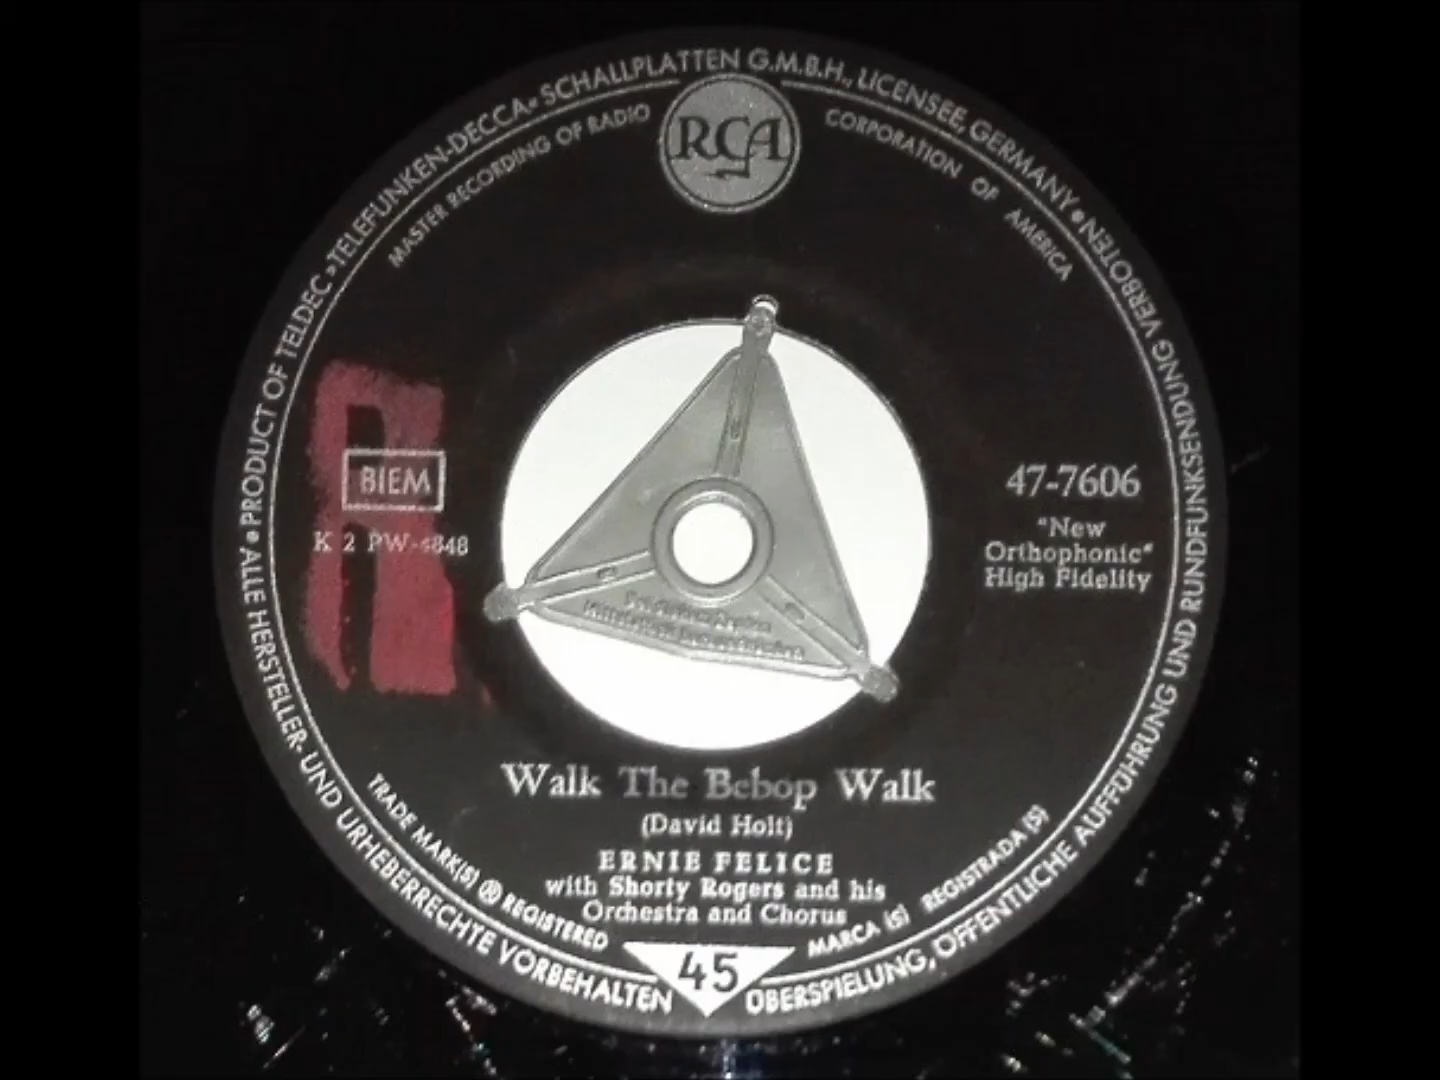 PRODUCT OF TELDEC »TELEFUNKEN-DECCA« SCHALLPLATTEN G.M.B.H., LICENSEE, GERMANY
ALLE HERSTELLER- UND URHEBERRECHTE VORBEHALTEN
ÜBERSPIELUNG, ÖFFENTLICHE AUFFÜHRUNG UND RUNDFUNKSENDUNG VERBOTEN
MASTER RECORDING OF RADIO CORPORATION OF AMERICA
RCA
BIEM
K 2 PW-4848
47-7606
"New
Orthophonic"
High Fidelity
Walk The Bebop Walk
(David Holt)
ERNIE FELICE
with Shorty Rogers and his
Orchestra and Chorus
TRADE MARK(S) ® REGISTERED
MARCA (S) REGISTRADA (S)
45